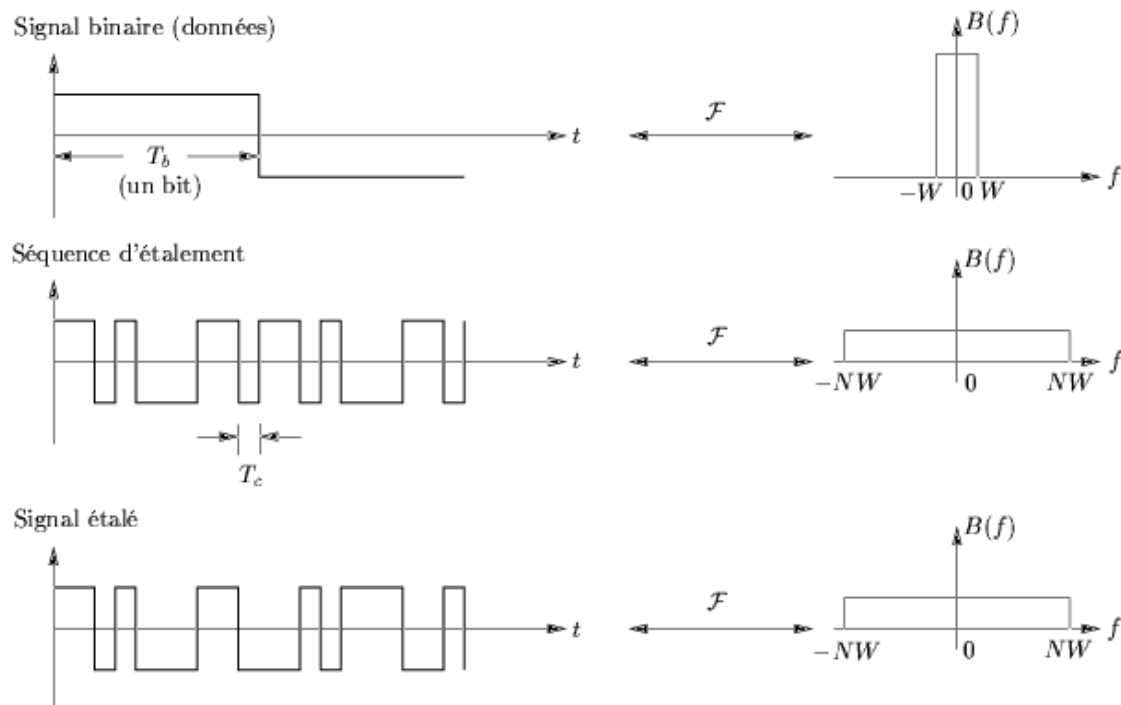 Signal binaire (données)
B(f)
t
F
T_b
(un bit)
-W 0 W
f
Séquence d'étalement
B(f)
t
F
-NW 0 NW
f
T_c
Signal étalé
B(f)
t
F
-NW 0 NW
f